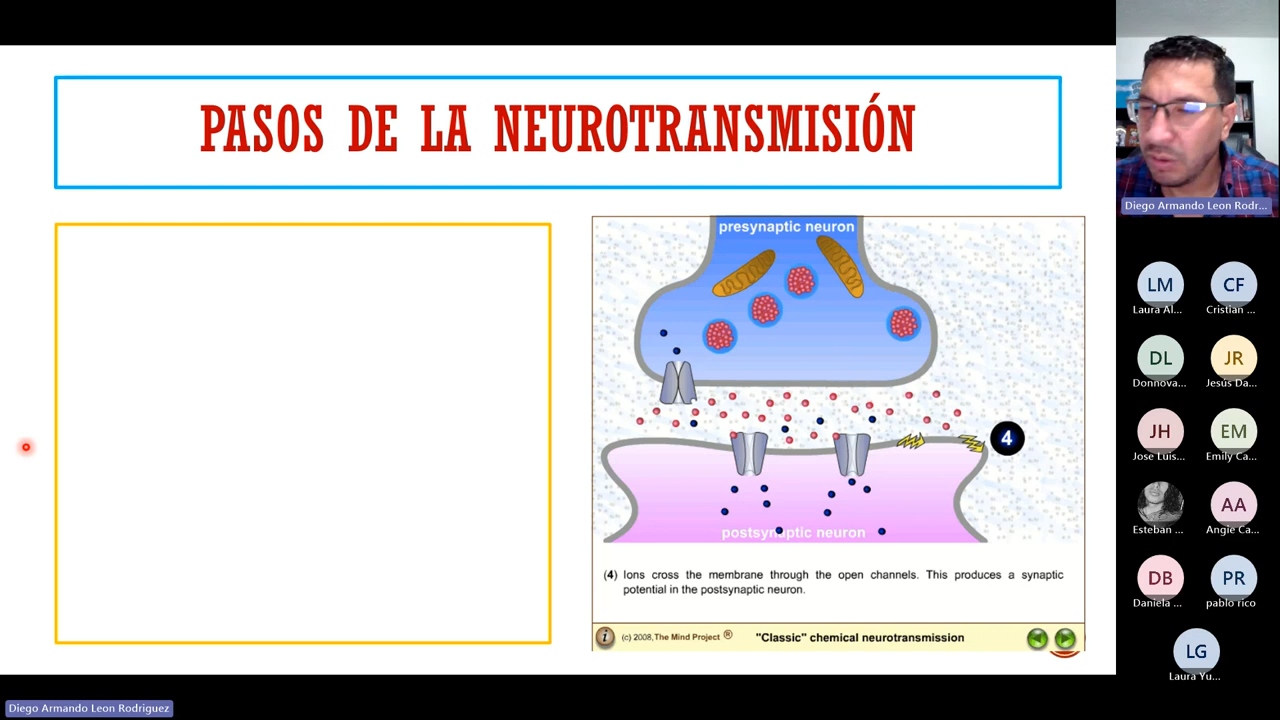 PASOS DE LA NEUROTRANSMISIÓN
presynaptic neuron
4
postsynaptic neuron
(4) Ions cross the membrane through the open channels. This produces a synaptic
potential in the postsynaptic neuron.
i (c) 2008, The Mind Project ® "Classic" chemical neurotransmission
Diego Armando Leon Rodr...
LM CF
Laura Al... Cristian ...
DL JR
Donnova... Jesús Da...
JH EM
Jose Luis... Emily Ca...
AA
Esteban ... Angie Ca...
DB PR
Daniela ... pablo rico
LG
Laura Yu...
Diego Armando Leon Rodriguez